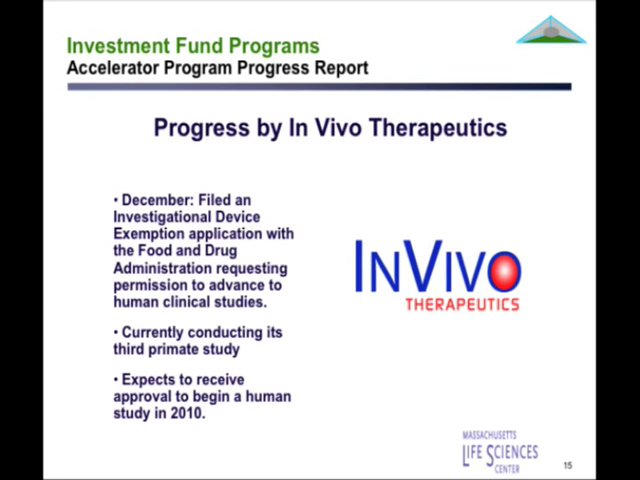 Investment Fund Programs
Accelerator Program Progress Report
Progress by In Vivo Therapeutics
• December: Filed an
Investigational Device
Exemption application with
the Food and Drug
Administration requesting
permission to advance to
human clinical studies.
• Currently conducting its
third primate study
• Expects to receive
approval to begin a human
study in 2010.
INVIVO
THERAPEUTICS
MASSACHUSETTS
LIFE SCIENCES
CENTER
15